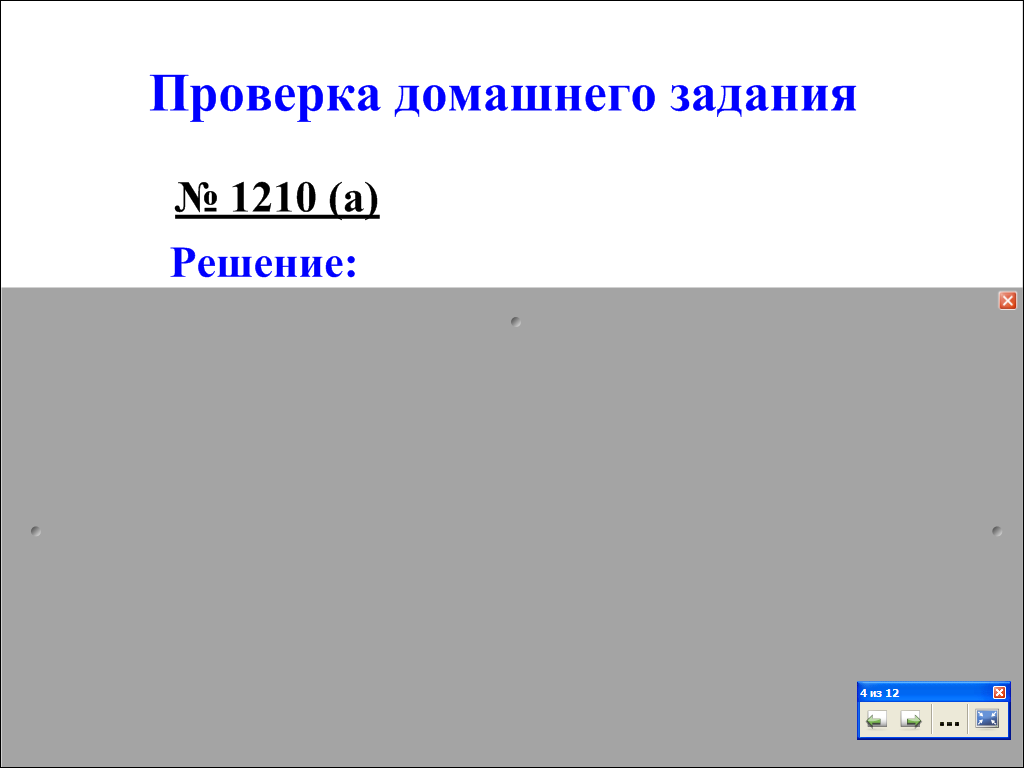 Проверка домашнего задания
№ 1210 (а)
Решение:
4 из 12
...